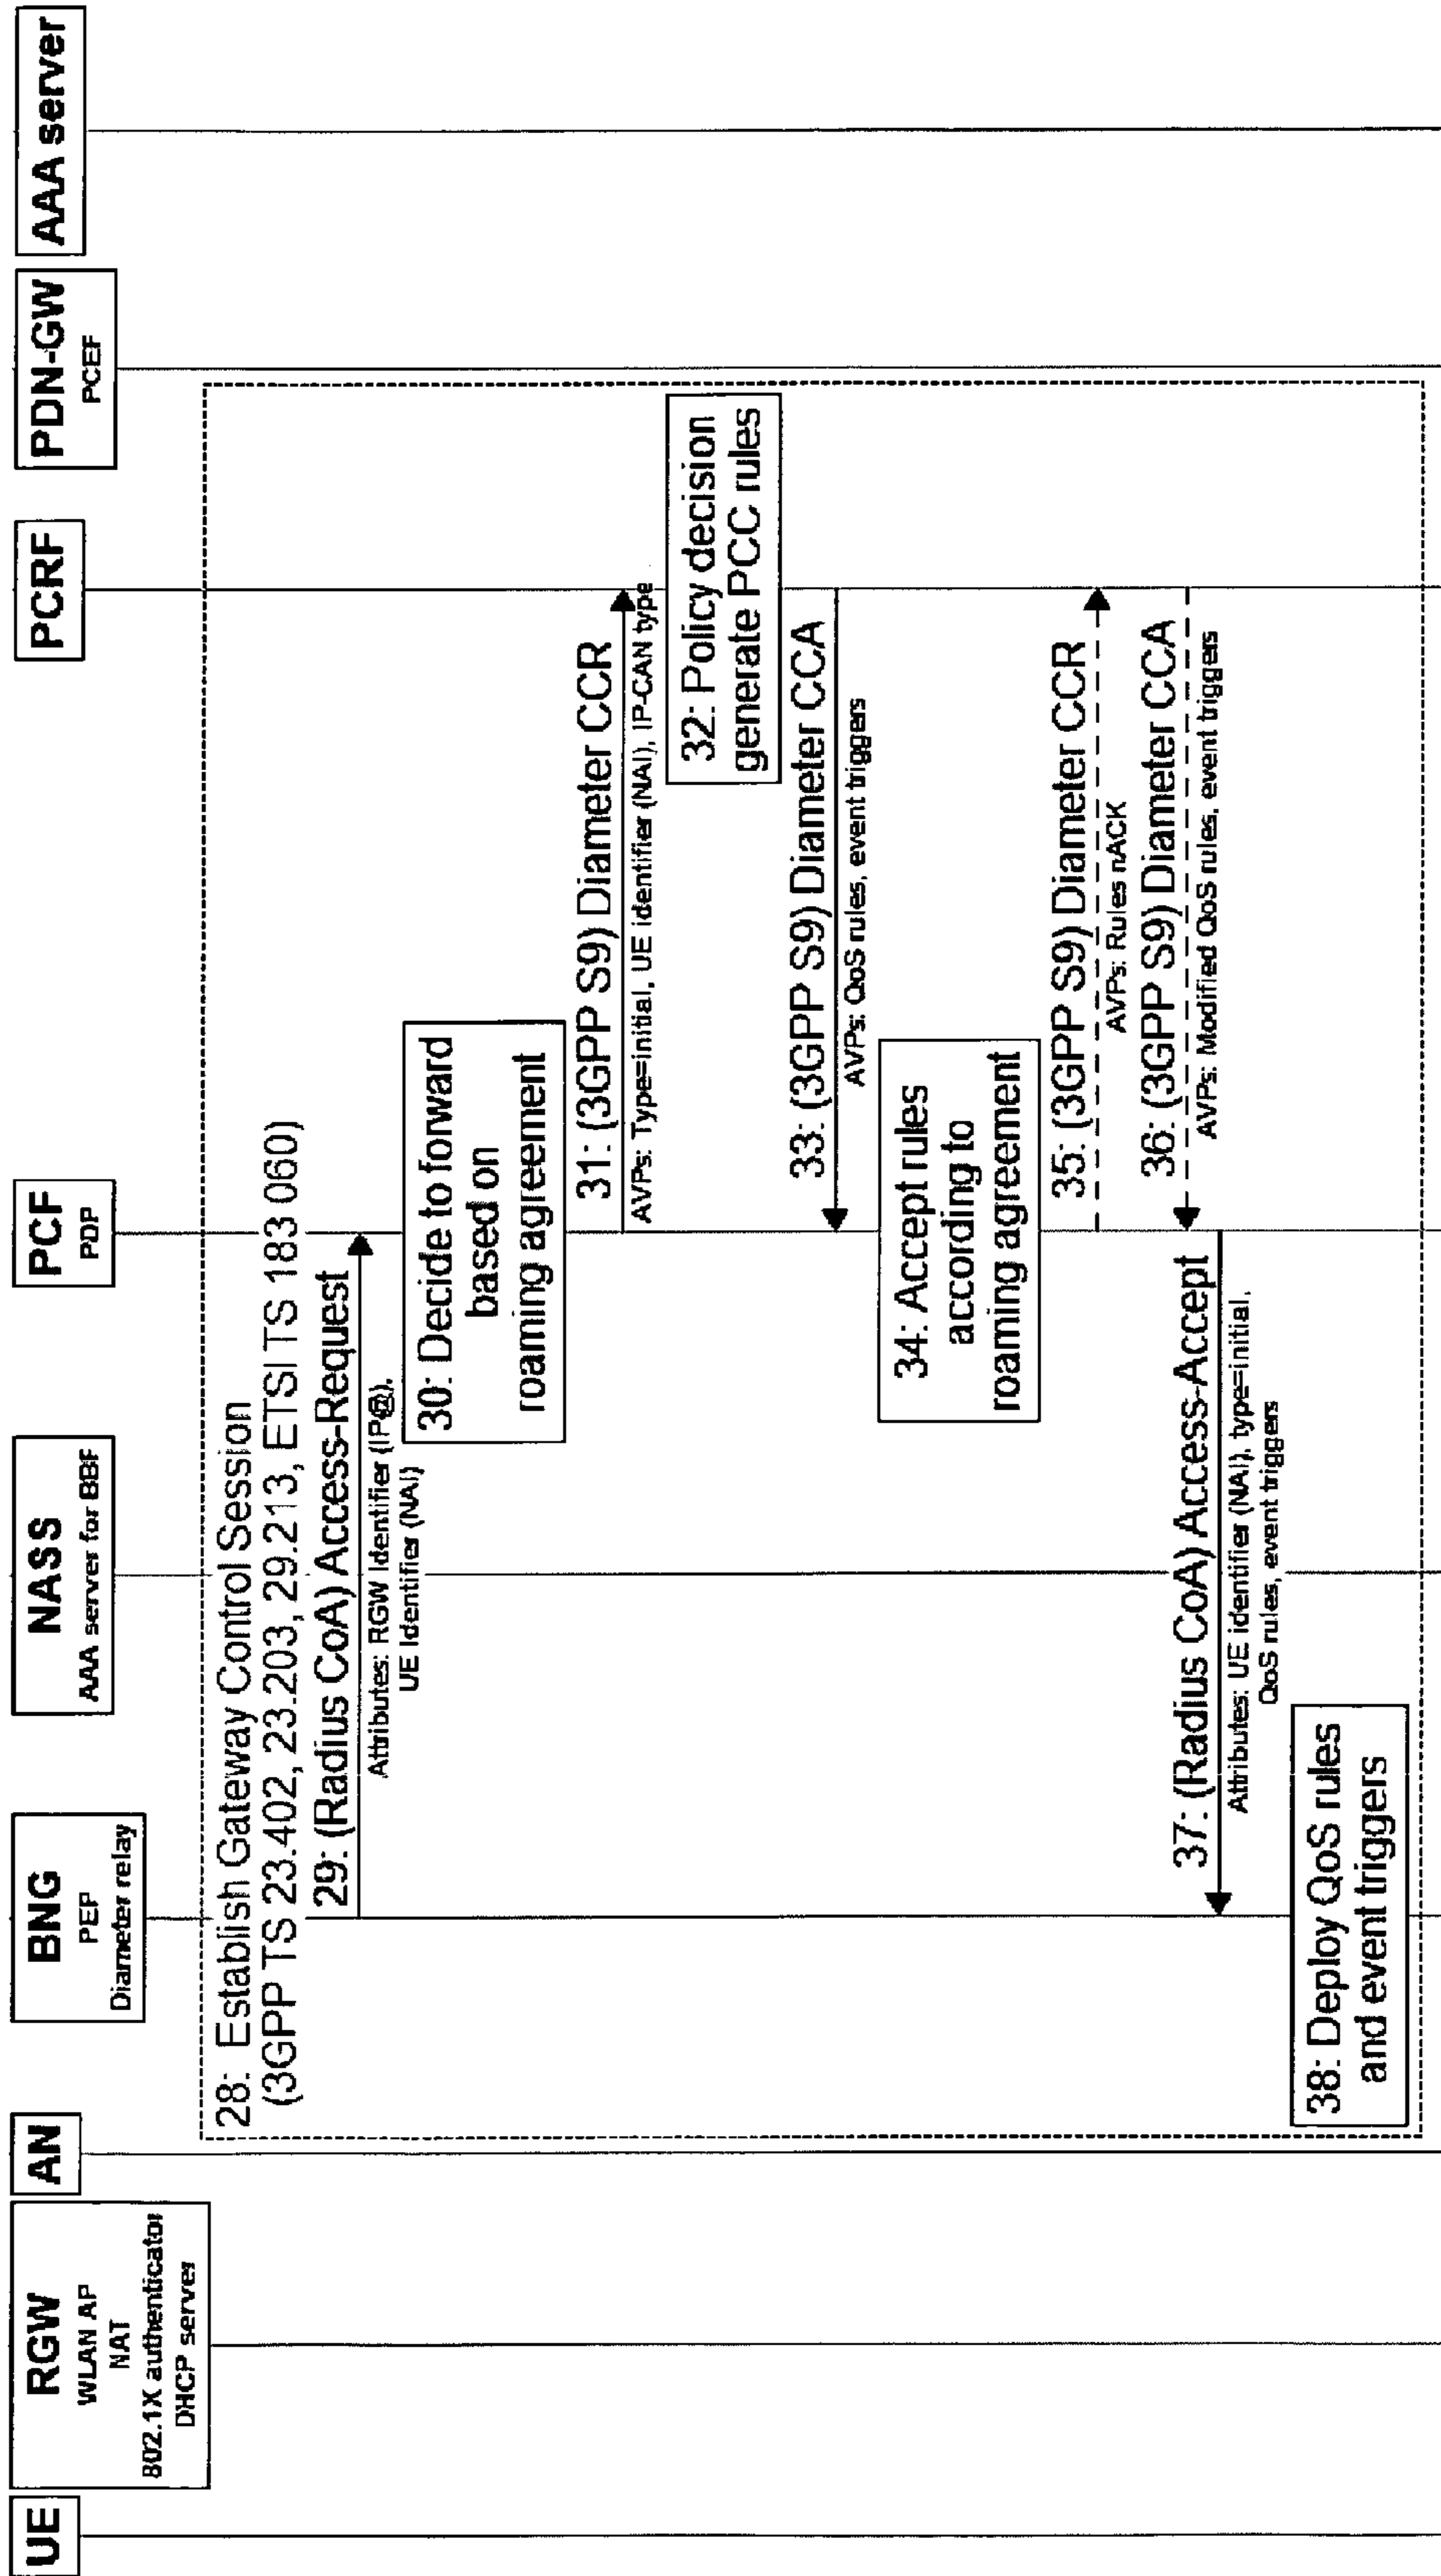 UE
RGW
WLAN AP
NAT
802.1X authenticator
DHCP server
AN
BNG
PEP
Diameter relay
NASS
AAA server for BBF
PCF
PDP
PCRF
PDN-GW
PCEF
AAA server
28: Establish Gateway Control Session
(3GPP TS 23.402, 23.203, 29.213, ETSI TS 183 060)
29: (Radius CoA) Access-Request
Attributes: RGW Identifier (IP@),
UE Identifier (NAI)
30: Decide to forward
based on
roaming agreement
31: (3GPP S9) Diameter CCR
AVPs: Type=initial, UE identifier (NAI), IP-CAN type
32: Policy decision
generate PCC rules
33: (3GPP S9) Diameter CCA
AVPs: QoS rules, event triggers
34: Accept rules
according to
roaming agreement
35: (3GPP S9) Diameter CCR
AVPs: Rules nACK
36: (3GPP S9) Diameter CCA
AVPs: Modified QoS rules, event triggers
37: (Radius CoA) Access-Accept
Attributes: UE identifier (NAI), type=initial,
QoS rules, event triggers
38: Deploy QoS rules
and event triggers